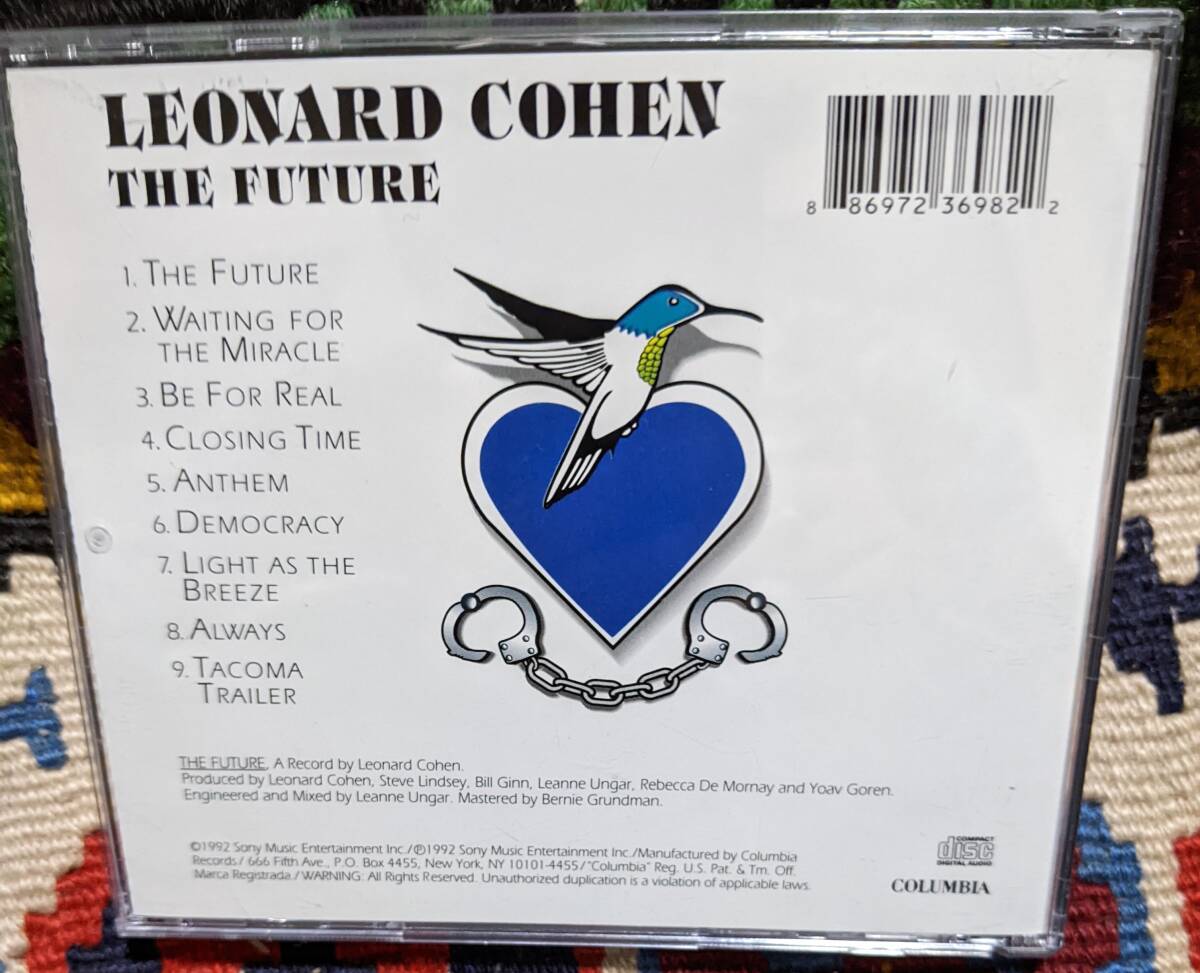 LEONARD COHEN
THE FUTURE
8 86972 36982 2
1. THE FUTURE
2. WAITING FOR
THE MIRACLE
3. BE FOR REAL
4. CLOSING TIME
5. ANTHEM
6. DEMOCRACY
7. LIGHT AS THE
BREEZE
8. ALWAYS
9. TACOMA
TRAILER
THE FUTURE, A Record by Leonard Cohen.
Produced by Leonard Cohen, Steve Lindsey, Bill Ginn, Leanne Ungar, Rebecca De Mornay and Yoav Goren.
Engineered and Mixed by Leanne Ungar. Mastered by Bernie Grundman.
©1992 Sony Music Entertainment Inc./℗1992 Sony Music Entertainment Inc./Manufactured by Columbia
Records/666 Fifth Ave., P.O. Box 4455, New York, NY 10101-4455/"Columbia" Reg. U.S. Pat. & Tm. Off.
Marca Registrada./WARNING: All Rights Reserved. Unauthorized duplication is a violation of applicable laws.
COMPACT
disc
DIGITAL AUDIO
COLUMBIA